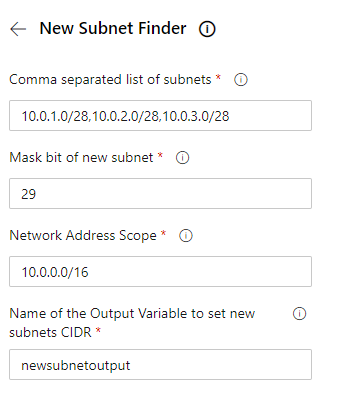 New Subnet Finder
Comma separated list of subnets *
10.0.1.0/28,10.0.2.0/28,10.0.3.0/28
Mask bit of new subnet *
29
Network Address Scope *
10.0.0.0/16
Name of the Output Variable to set new
subnets CIDR *
newsubnetoutput